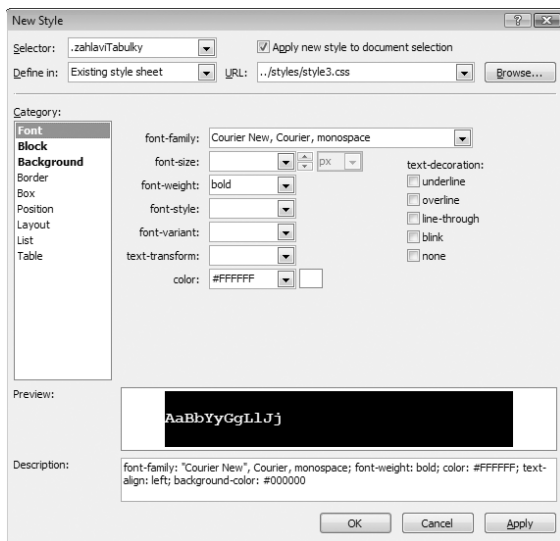 New Style
Selector: .zahlaviTabulky Apply new style to document selection
Define in: Existing style sheet URL: ../styles/style3.css Browse...
Category:
Font
Block
Background
Border
Box
Position
Layout
List
Table
font-family: Courier New, Courier, monospace
font-size: px
font-weight: bold
font-style:
font-variant:
text-transform:
color: #FFFFFF
text-decoration:
underline
overline
line-through
blink
none
Preview:
AaBbYyGgLlJj
Description:
font-family: "Courier New", Courier, monospace; font-weight: bold; color: #FFFFFF; text-
align: left; background-color: #000000
OK Cancel Apply